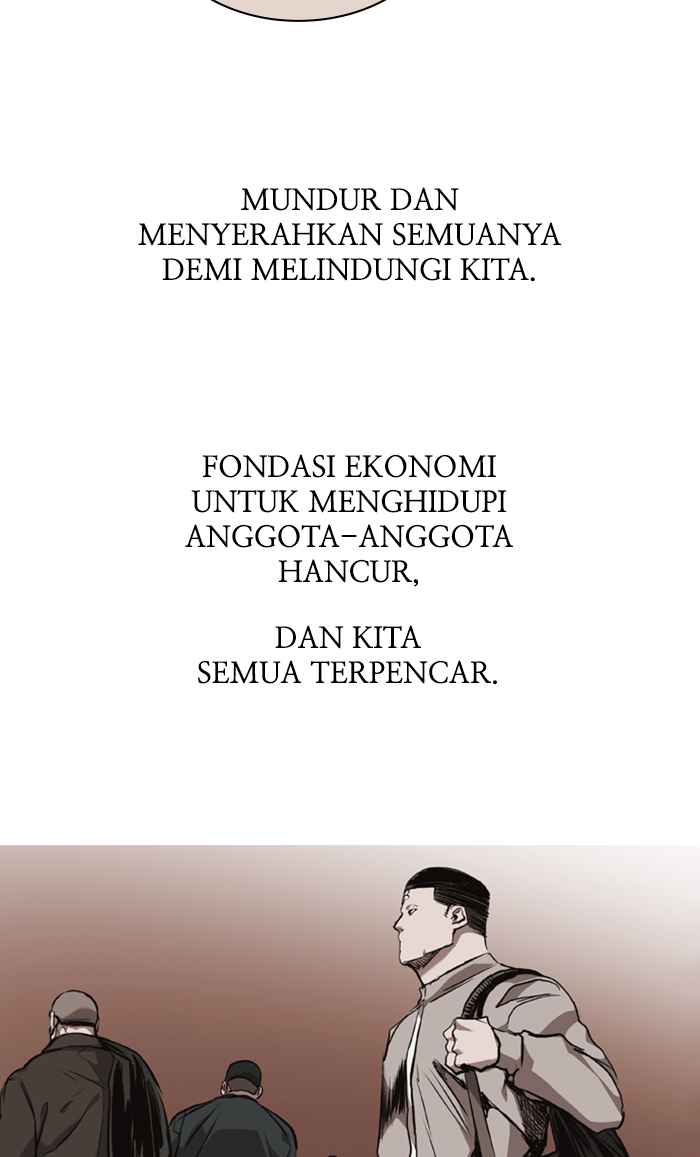 MUNDUR DAN
MENYERAHKAN SEMUANYA
DEMI MELINDUNGI KITA.
FONDASI EKONOMI
UNTUK MENGHIDUPI
ANGGOTA-ANGGOTA
HANCUR,
DAN KITA
SEMUA TERPENCAR.